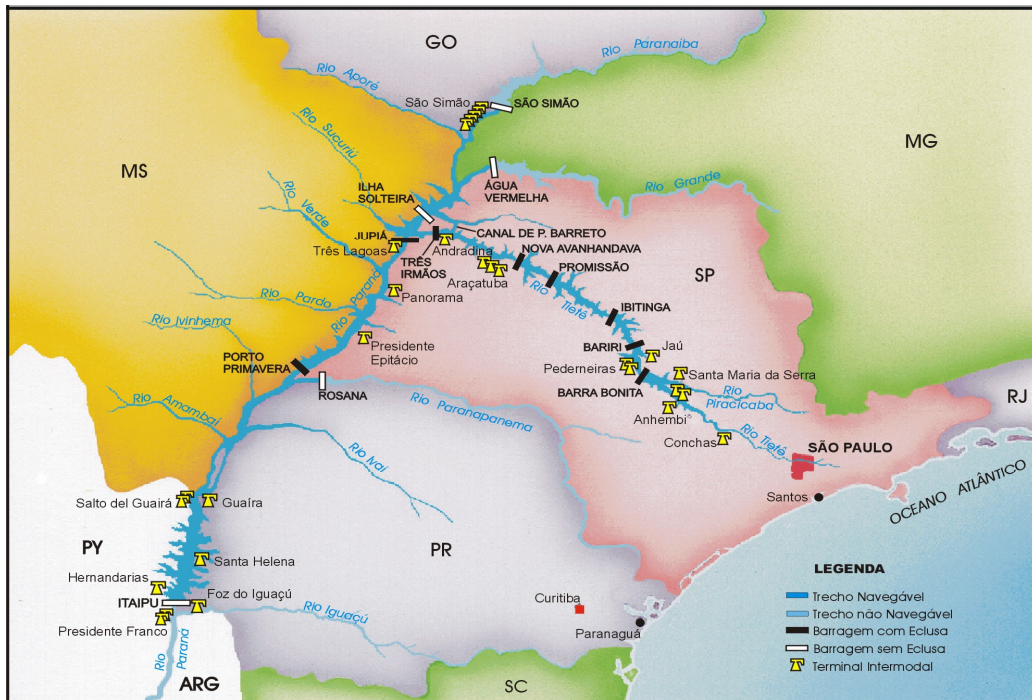 GO
Rio Paranaíba
Rio Aporé
São Simão
SÃO SIMÃO
Rio Sucuriú
MG
MS
ÁGUA
VERMELHA
Rio Grande
ILHA
SOLTEIRA
Rio Verde
JUPIÁ
CANAL DE P. BARRETO
Três Lagoas
Andradina
NOVA AVANHANDAVA
TRÊS
IRMÃOS
PROMISSÃO
SP
Araçatuba
Rio Tietê
Rio Pardo
Panorama
Rio Paraná
IBITINGA
Rio Ivinhema
Presidente
Epitácio
BARIRI
Jaú
PORTO
PRIMAVERA
Pederneiras
Santa Maria da Serra
ROSANA
BARRA BONITA
Rio
Piracicaba
RJ
Rio Amambaí
Rio Paranapanema
Anhembi
Rio Tietê
Conchas
Rio Ivaí
SÃO PAULO
Salto del Guairá
Guaíra
Santos
OCEANO ATLÂNTICO
PY
PR
Santa Helena
Hernandarias
LEGENDA
ITAIPU
Foz do Iguaçú
Curitiba
Trecho Navegável
Rio Iguaçú
Trecho não Navegável
Presidente Franco
Paranaguá
Barragem com Eclusa
Rio
Paraná
Barragem sem Eclusa
ARG
SC
Terminal Intermodal